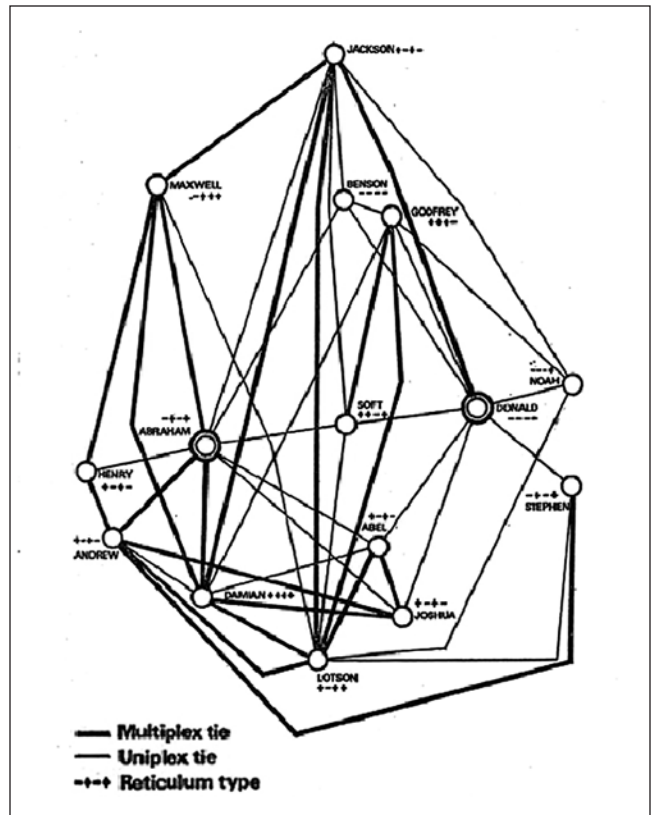 JACKSON +-+-
MAXWELL
--+++
BENSON
----
GODFREY
NOAH
---+
SOFT
++-+
DONALD
----
-+-+
ABRAHAM
HENRY
+-+-
-+-+
STEPHEN
+-+-
ABEL
+-+-
ANDREW
DAMIAN ++++
+-+-
JOSHUA
LOTSON
+-++
Multiplex tie
Uniplex tie
-+-+ Reticulum type